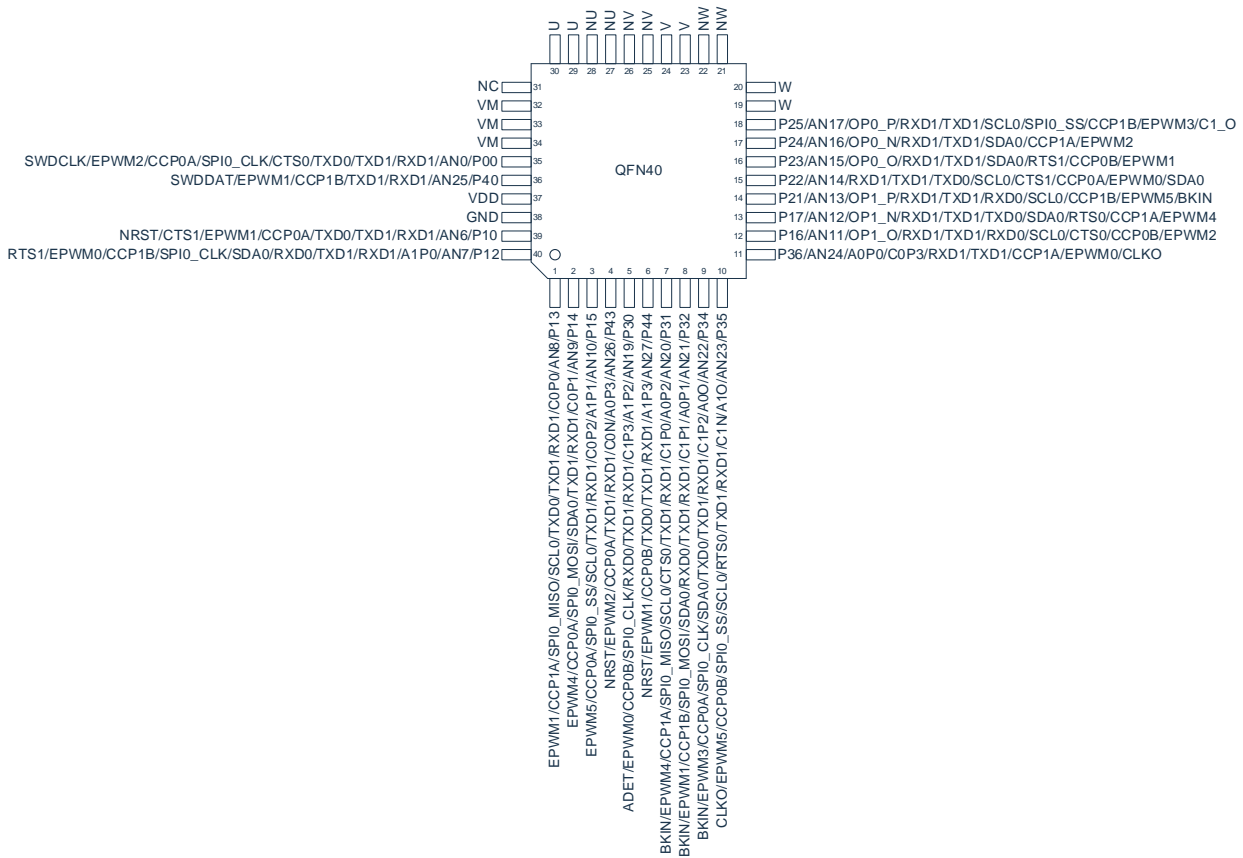 U
U
NU
NU
NV
NV
V
V
NW
NW
30
29
28
27
26
25
24
23
22
21
NC
31
VM
32
VM
33
VM
34
SWDCLK/EPWM2/CCP0A/SPI0_CLK/CTS0/TXD0/TXD1/RXD1/AN0/P00
35
SWDDAT/EPWM1/CCP1B/TXD1/RXD1/AN25/P40
36
VDD
37
GND
38
NRST/CTS1/EPWM1/CCP0A/TXD0/TXD1/RXD1/AN6/P10
39
RTS1/EPWM0/CCP1B/SPI0_CLK/SDA0/RXD0/TXD1/RXD1/A1P0/AN7/P12
40
QFN40
20
W
19
W
18
P25/AN17/OP0_P/RXD1/TXD1/SCL0/SPI0_SS/CCP1B/EPWM3/C1_O
17
P24/AN16/OP0_N/RXD1/TXD1/SDA0/CCP1A/EPWM2
16
P23/AN15/OP0_O/RXD1/TXD1/SDA0/RTS1/CCP0B/EPWM1
15
P22/AN14/RXD1/TXD1/TXD0/SCL0/CTS1/CCP0A/EPWM0/SDA0
14
P21/AN13/OP1_P/RXD1/TXD1/RXD0/SCL0/CCP1B/EPWM5/BKIN
13
P17/AN12/OP1_N/RXD1/TXD1/TXD0/SDA0/RTS0/CCP1A/EPWM4
12
P16/AN11/OP1_O/RXD1/TXD1/RXD0/SCL0/CTS0/CCP0B/EPWM2
11
P36/AN24/A0P0/C0P3/RXD1/TXD1/CCP1A/EPWM0/CLKO
1
2
3
4
5
6
7
8
9
10
EPWM1/CCP1A/SPI0_MISO/SCL0/TXD0/TXD1/RXD1/C0P0/AN8/P13
EPWM4/CCP0A/SPI0_MOSI/SDA0/TXD1/RXD1/C0P1/AN9/P14
EPWM5/CCP0A/SPI0_SS/SCL0/TXD1/RXD1/C0P2/A1P1/AN10/P15
NRST/EPWM2/CCP0A/TXD1/RXD1/C0N/A0P3/AN26/P43
ADET/EPWM0/CCP0B/SPI0_CLK/RXD0/TXD1/RXD1/C1P3/A1P2/AN19/P30
NRST/EPWM1/CCP0B/TXD0/TXD1/RXD1/A1P3/AN27/P44
BKIN/EPWM4/CCP1A/SPI0_MISO/SCL0/CTS0/TXD1/RXD1/C1P0/A0P2/AN20/P31
BKIN/EPWM1/CCP1B/SPI0_MOSI/SDA0/RXD0/TXD1/RXD1/C1P1/A0P1/AN21/P32
BKIN/EPWM3/CCP0A/SPI0_CLK/SDA0/TXD0/TXD1/RXD1/C1P2/A0O/AN22/P34
CLKO/EPWM5/CCP0B/SPI0_SS/SCL0/RTS0/TXD1/RXD1/C1N/A1O/AN23/P35